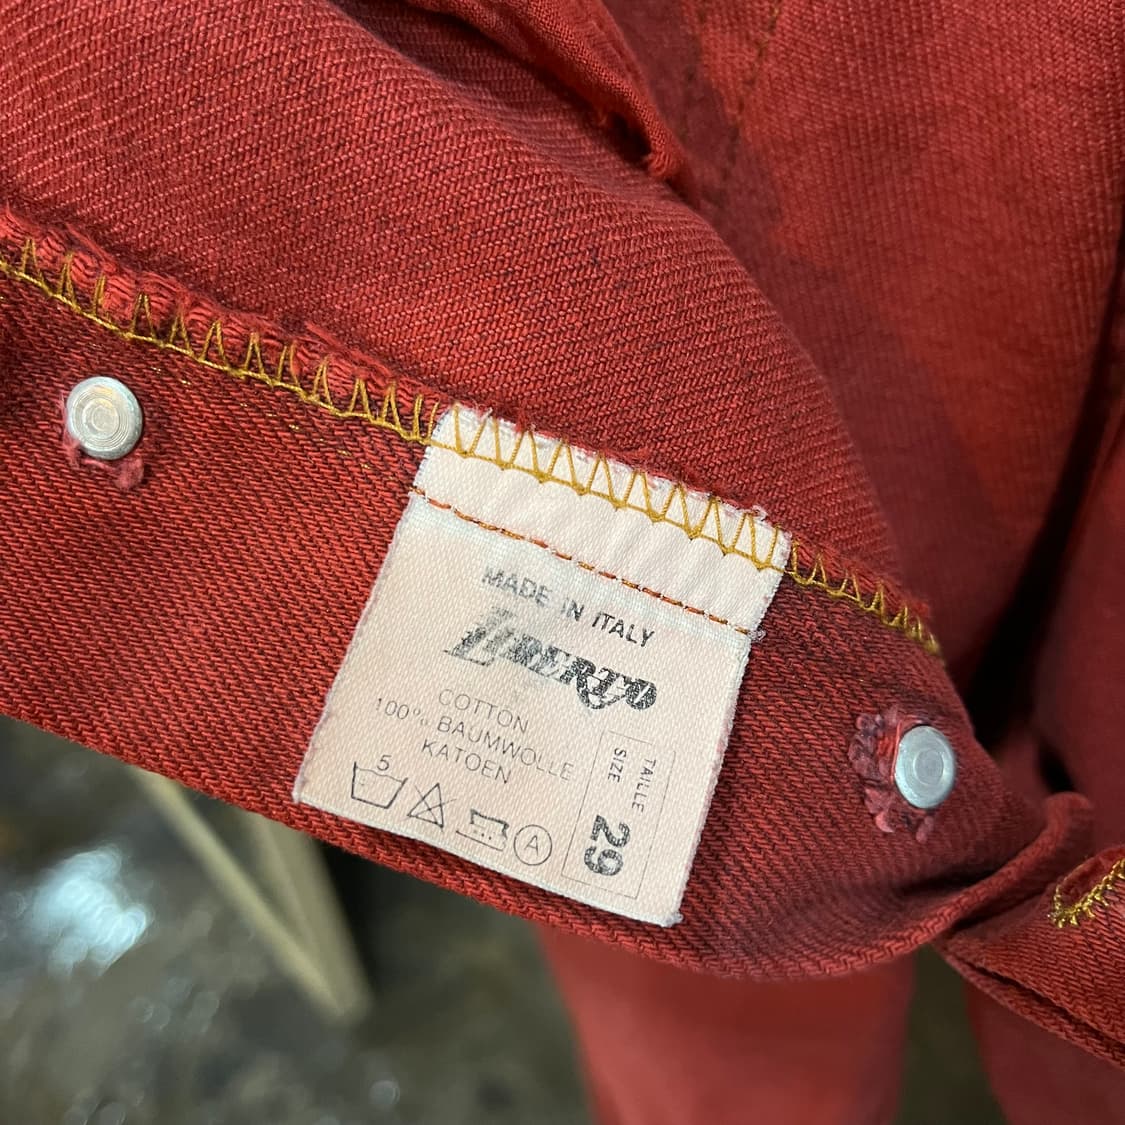 MADE IN ITALY
Liberto
COTTON
100% BAUMWOLLE
KATOEN
5
A
TAILLE
SIZE
29